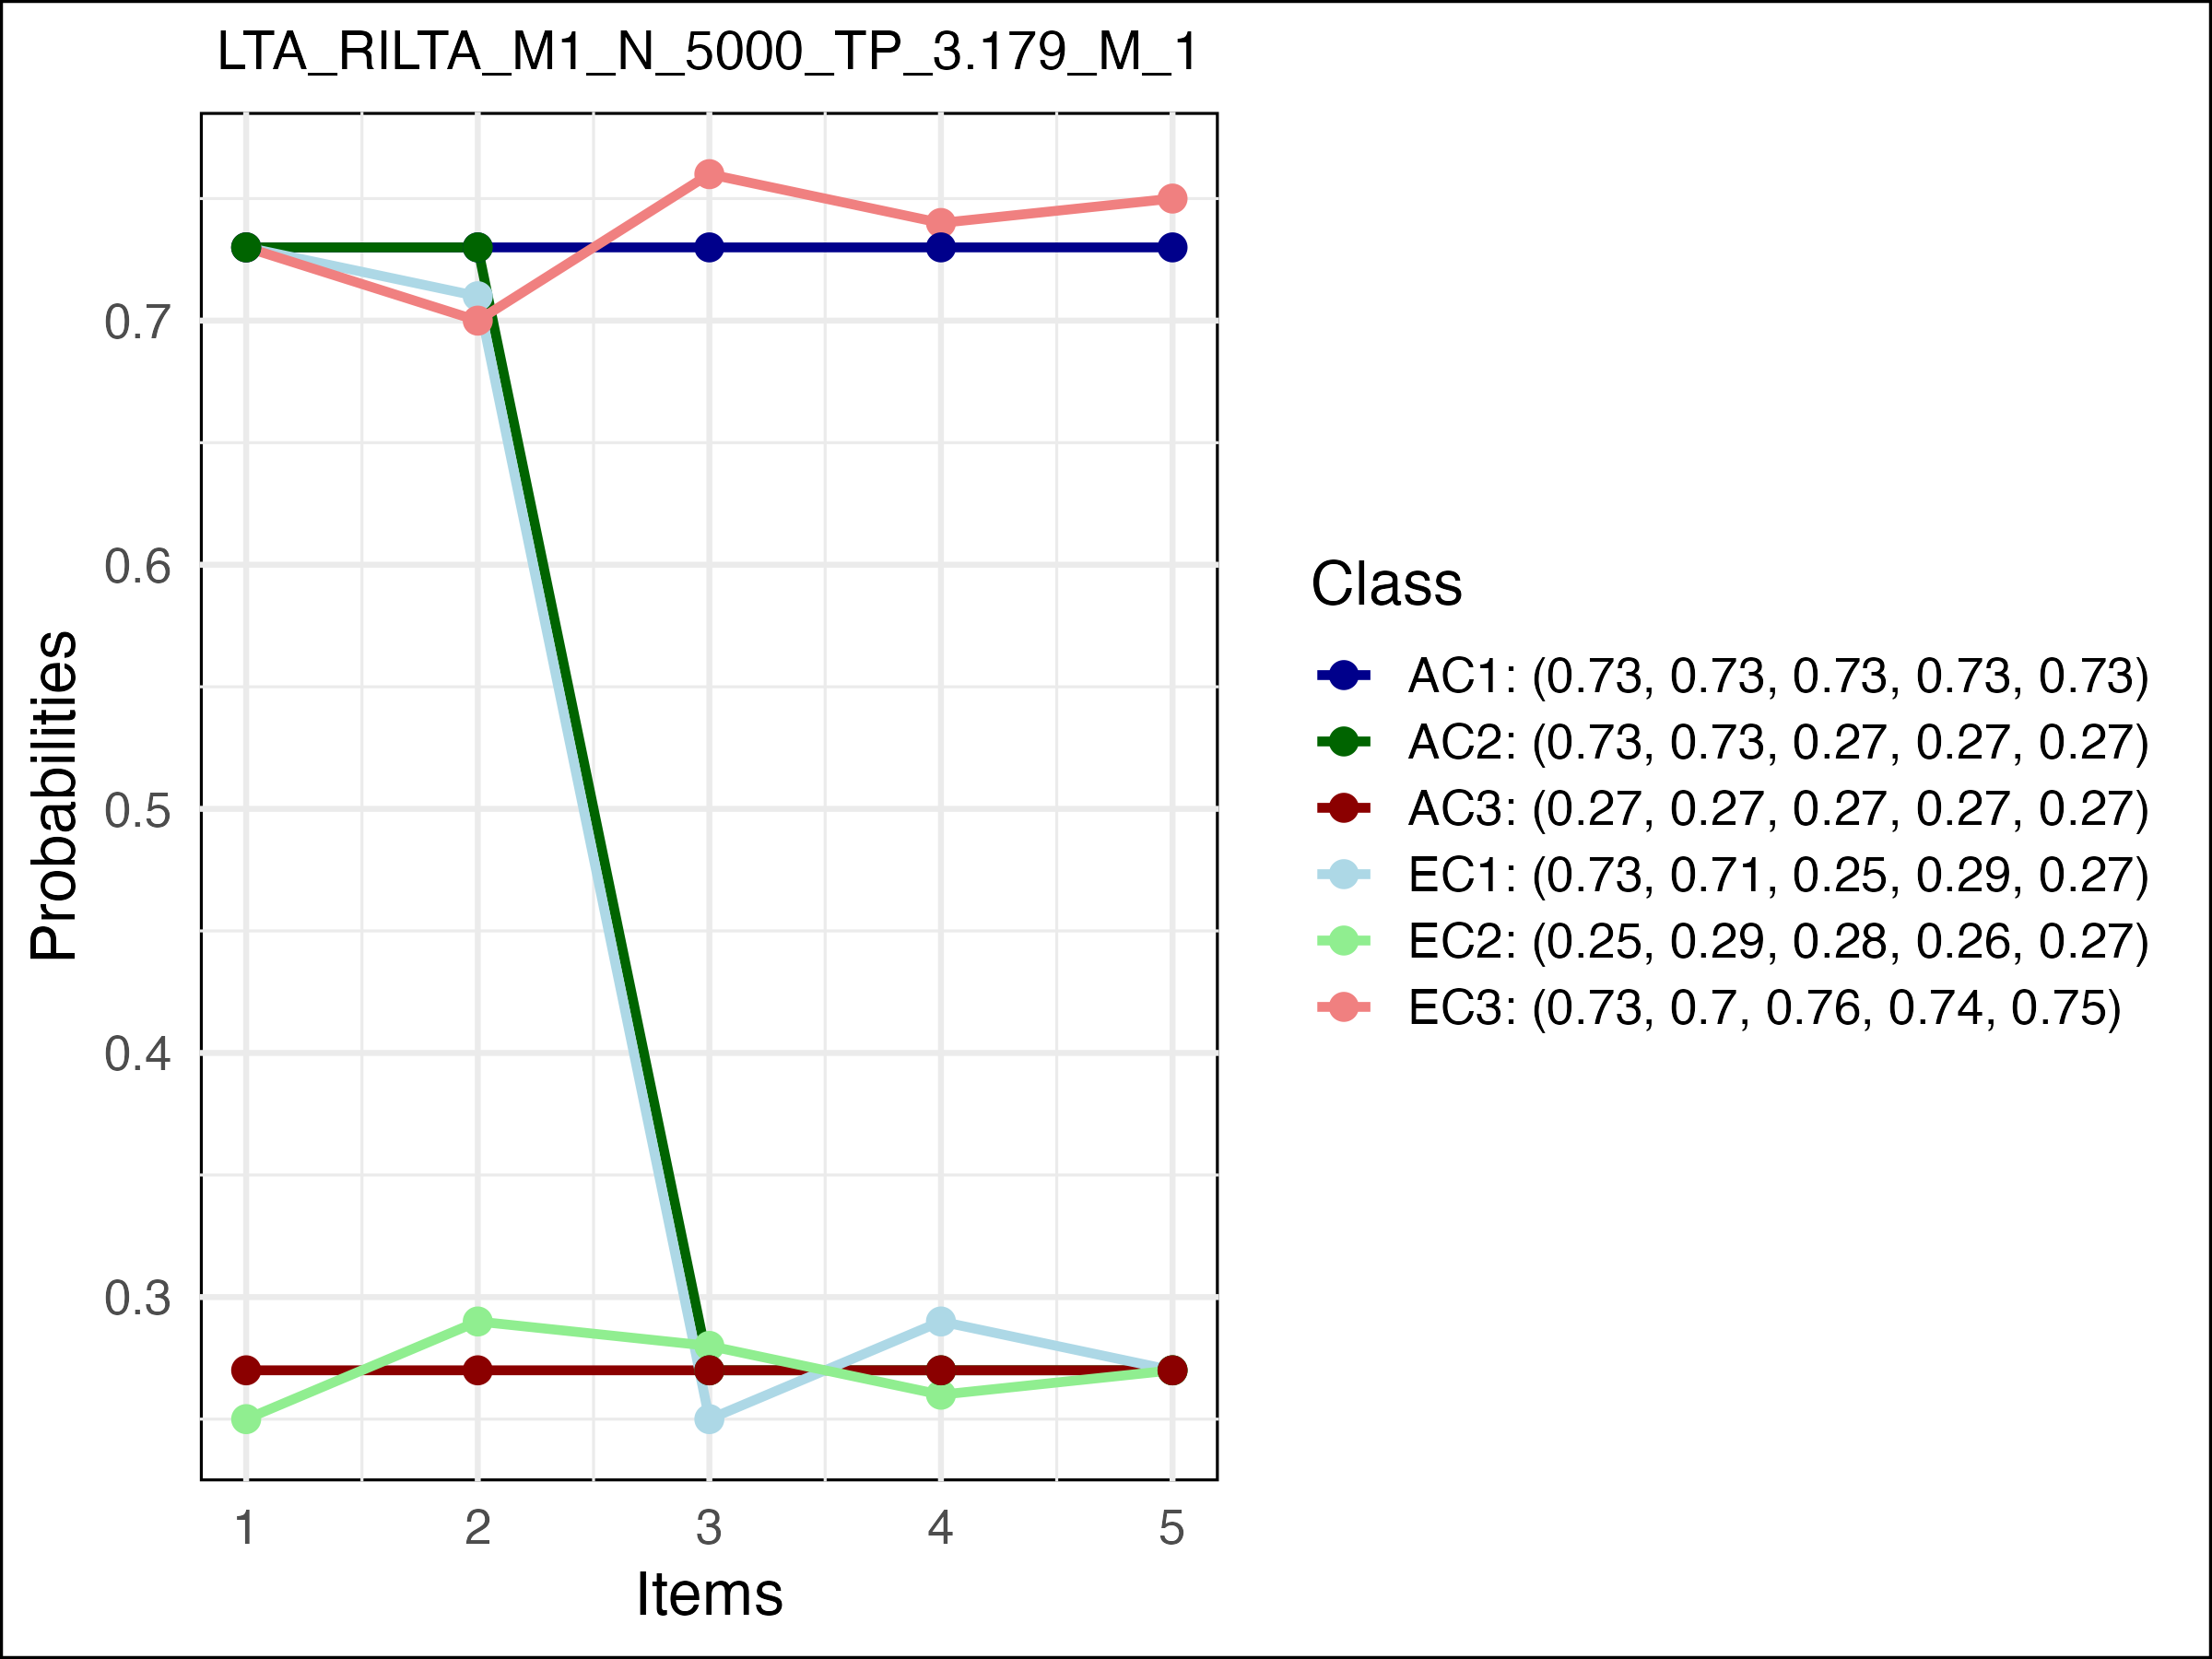 LTA_RILTA_M1_N_5000_TP_3.179_M_1
0.7
0.6
0.5
0.4
0.3
Probabilities
1 2 3 4 5
Items
Class
AC1: (0.73, 0.73, 0.73, 0.73, 0.73)
AC2: (0.73, 0.73, 0.27, 0.27, 0.27)
AC3: (0.27, 0.27, 0.27, 0.27, 0.27)
EC1: (0.73, 0.71, 0.25, 0.29, 0.27)
EC2: (0.25, 0.29, 0.28, 0.26, 0.27)
EC3: (0.73, 0.7, 0.76, 0.74, 0.75)